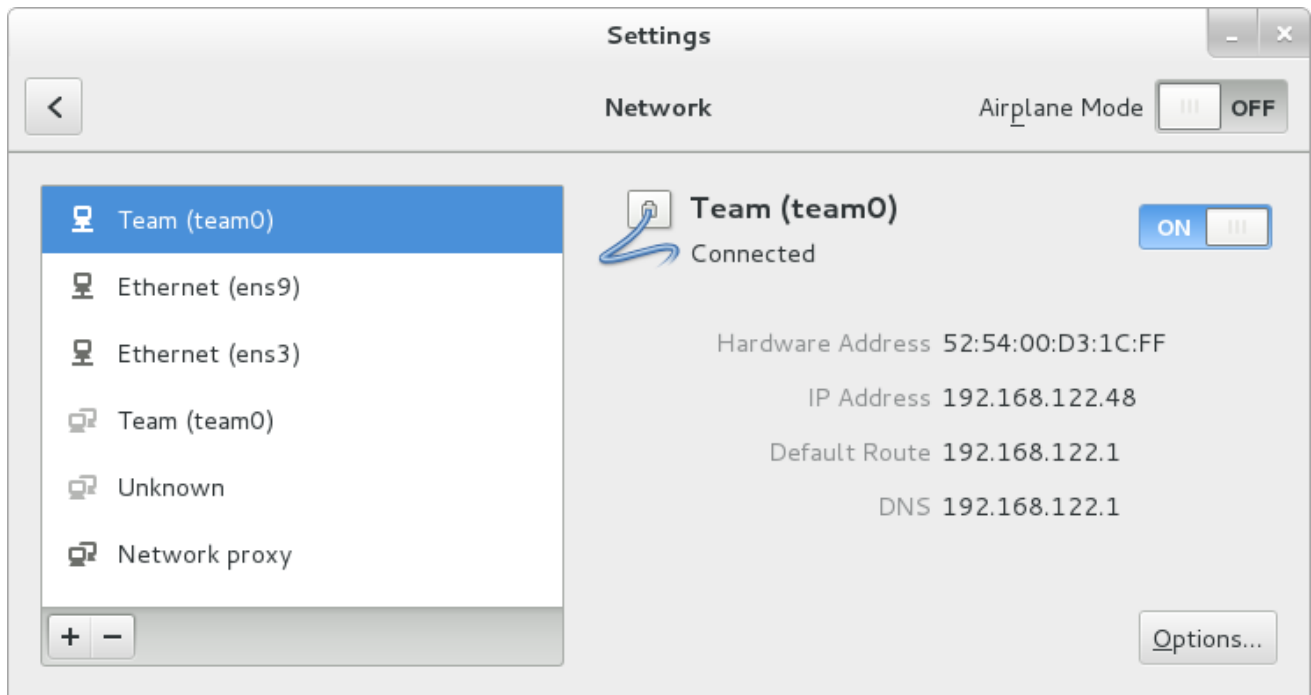 Settings
Network
Airplane Mode
OFF
Team (team0)
Ethernet (ens9)
Ethernet (ens3)
Team (team0)
Unknown
Network proxy
Team (team0)
Connected
ON
Hardware Address 52:54:00:D3:1C:FF
IP Address 192.168.122.48
Default Route 192.168.122.1
DNS 192.168.122.1
Options...